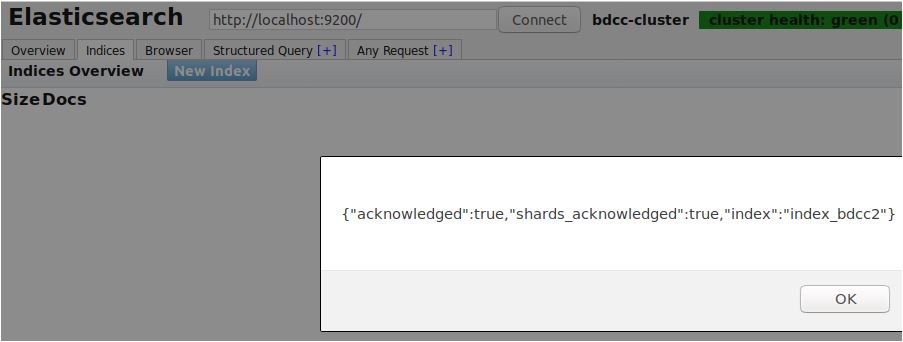 Elasticsearch http://localhost:9200/ Connect bdcc-cluster cluster health: green (0
Overview Indices Browser Structured Query [+] Any Request [+]
Indices Overview New Index
Size Docs
{"acknowledged":true,"shards_acknowledged":true,"index":"index_bdcc2"}
OK